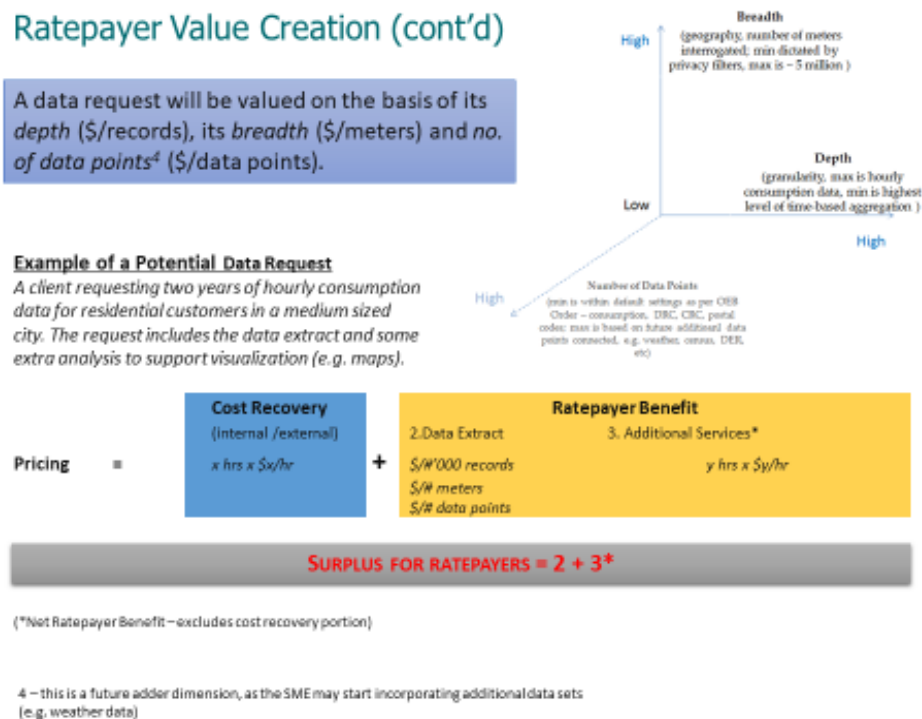 Ratepayer Value Creation (cont'd)
A data request will be valued on the basis of its
depth ($/records), its breadth ($/meters) and no.
of data points4 ($/data points).
Breadth
(geography, number of meters
interrogated; min dictated by
privacy filters, max is ~ 5 million )
High
Depth
(granularity, max is hourly
consumption data, min is highest
level of time-based aggregation )
Low
High
High
Number of Data Points
(min is within default settings as per OEB
Order – consumption, DRC, CRC, postal
codes; max is based on future additional data
points connected, e.g. weather, census, DER,
etc)
Example of a Potential Data Request
A client requesting two years of hourly consumption
data for residential customers in a medium sized
city. The request includes the data extract and some
extra analysis to support visualization (e.g. maps).
Pricing =
Cost Recovery
(internal /external)
x hrs x $x/hr
+
Ratepayer Benefit
2.Data Extract 3. Additional Services*
$/#'000 records y hrs x $y/hr
$/# meters
$/# data points
SURPLUS FOR RATEPAYERS = 2 + 3*
(*Net Ratepayer Benefit – excludes cost recovery portion)
4 – this is a future adder dimension, as the SME may start incorporating additional data sets
(e.g. weather data)